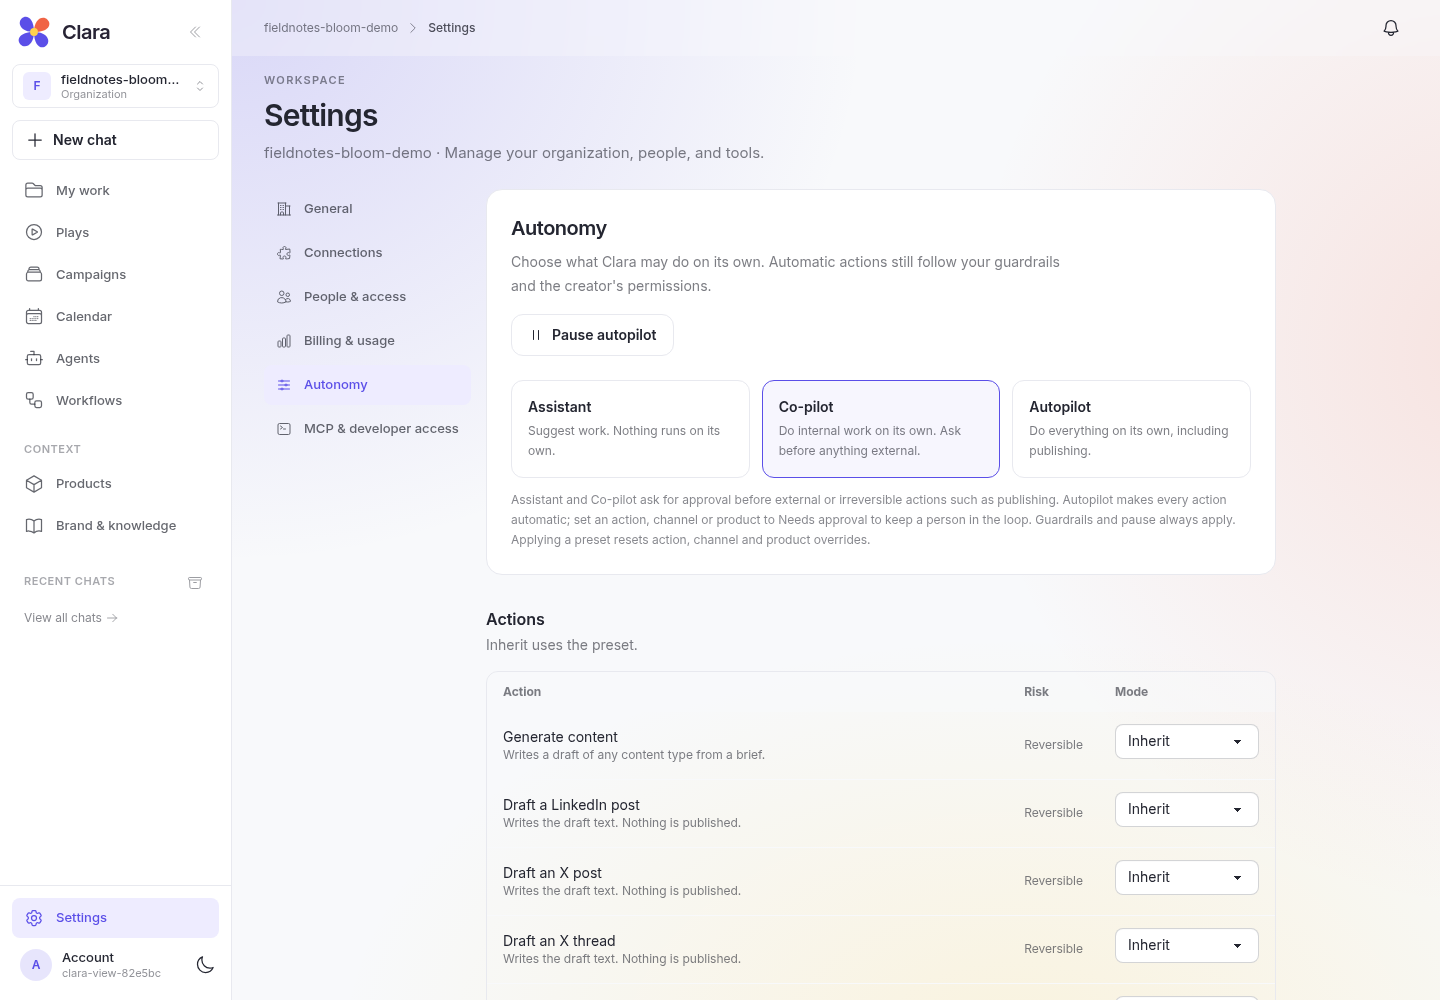 Clara
F
fieldnotes-bloom...
Organization
New chat
My work
Plays
Campaigns
Calendar
Agents
Workflows
CONTEXT
Products
Brand & knowledge
RECENT CHATS
View all chats
Settings
A
Account
clara-view-82e5bc
fieldnotes-bloom-demo
Settings
WORKSPACE
Settings
fieldnotes-bloom-demo · Manage your organization, people, and tools.
General
Connections
People & access
Billing & usage
Autonomy
MCP & developer access
Autonomy
Choose what Clara may do on its own. Automatic actions still follow your guardrails
and the creator's permissions.
Pause autopilot
Assistant
Suggest work. Nothing runs on its
own.
Co-pilot
Do internal work on its own. Ask
before anything external.
Autopilot
Do everything on its own, including
publishing.
Assistant and Co-pilot ask for approval before external or irreversible actions such as publishing. Autopilot makes every action
automatic; set an action, channel or product to Needs approval to keep a person in the loop. Guardrails and pause always apply.
Applying a preset resets action, channel and product overrides.
Actions
Inherit uses the preset.
Action Risk Mode
Generate content
Writes a draft of any content type from a brief.
Reversible
Inherit
Draft a LinkedIn post
Writes the draft text. Nothing is published.
Reversible
Inherit
Draft an X post
Writes the draft text. Nothing is published.
Reversible
Inherit
Draft an X thread
Writes the draft text. Nothing is published.
Reversible
Inherit